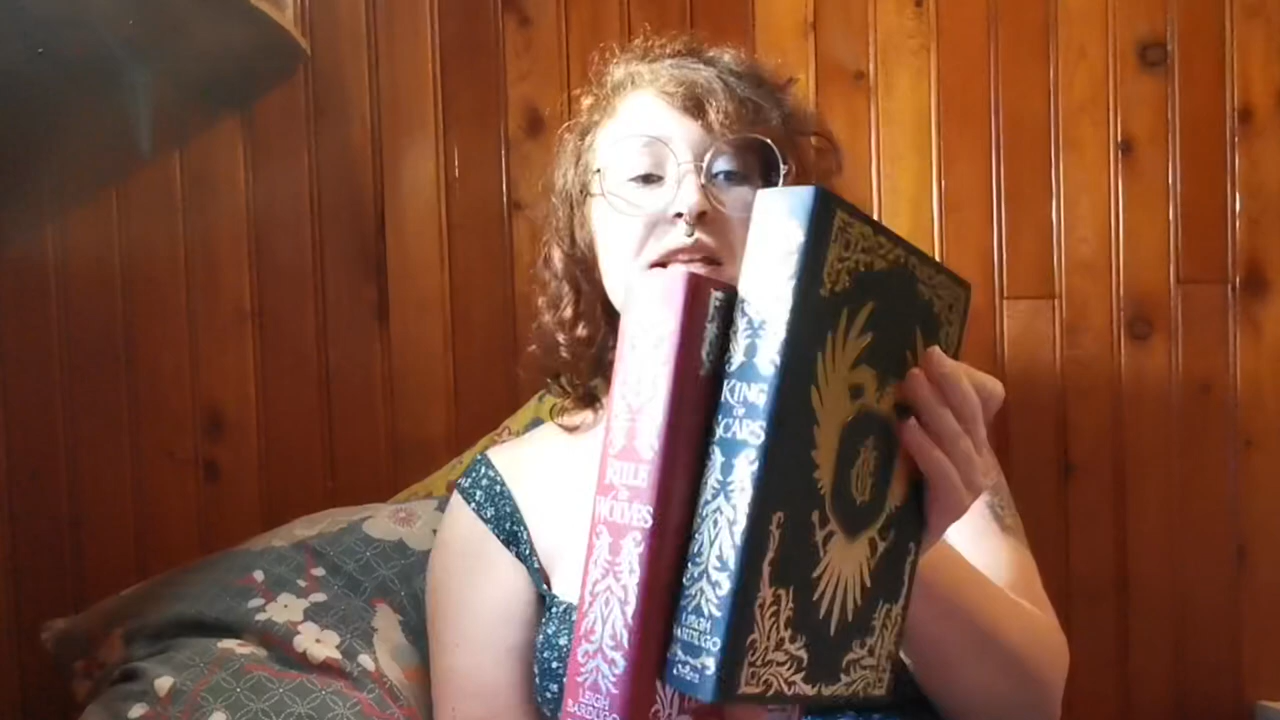 RULE
OF
WOLVES
LEIGH
BARDUGO
KING
OF
SCARS
LEIGH
BARDUGO